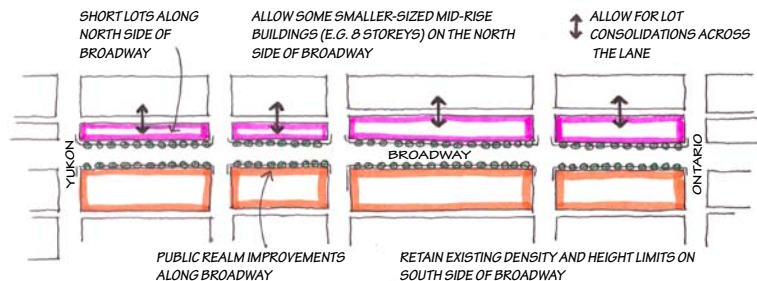 SHORT LOTS ALONG
NORTH SIDE OF
BROADWAY
ALLOW SOME SMALLER-SIZED MID-RISE
BUILDINGS (E.G. 8 STOREYS) ON THE NORTH
SIDE OF BROADWAY
ALLOW FOR LOT
CONSOLIDATIONS ACROSS
THE LANE
YUKON
BROADWAY
ONTARIO
PUBLIC REALM IMPROVEMENTS
ALONG BROADWAY
RETAIN EXISTING DENSITY AND HEIGHT LIMITS ON
SOUTH SIDE OF BROADWAY